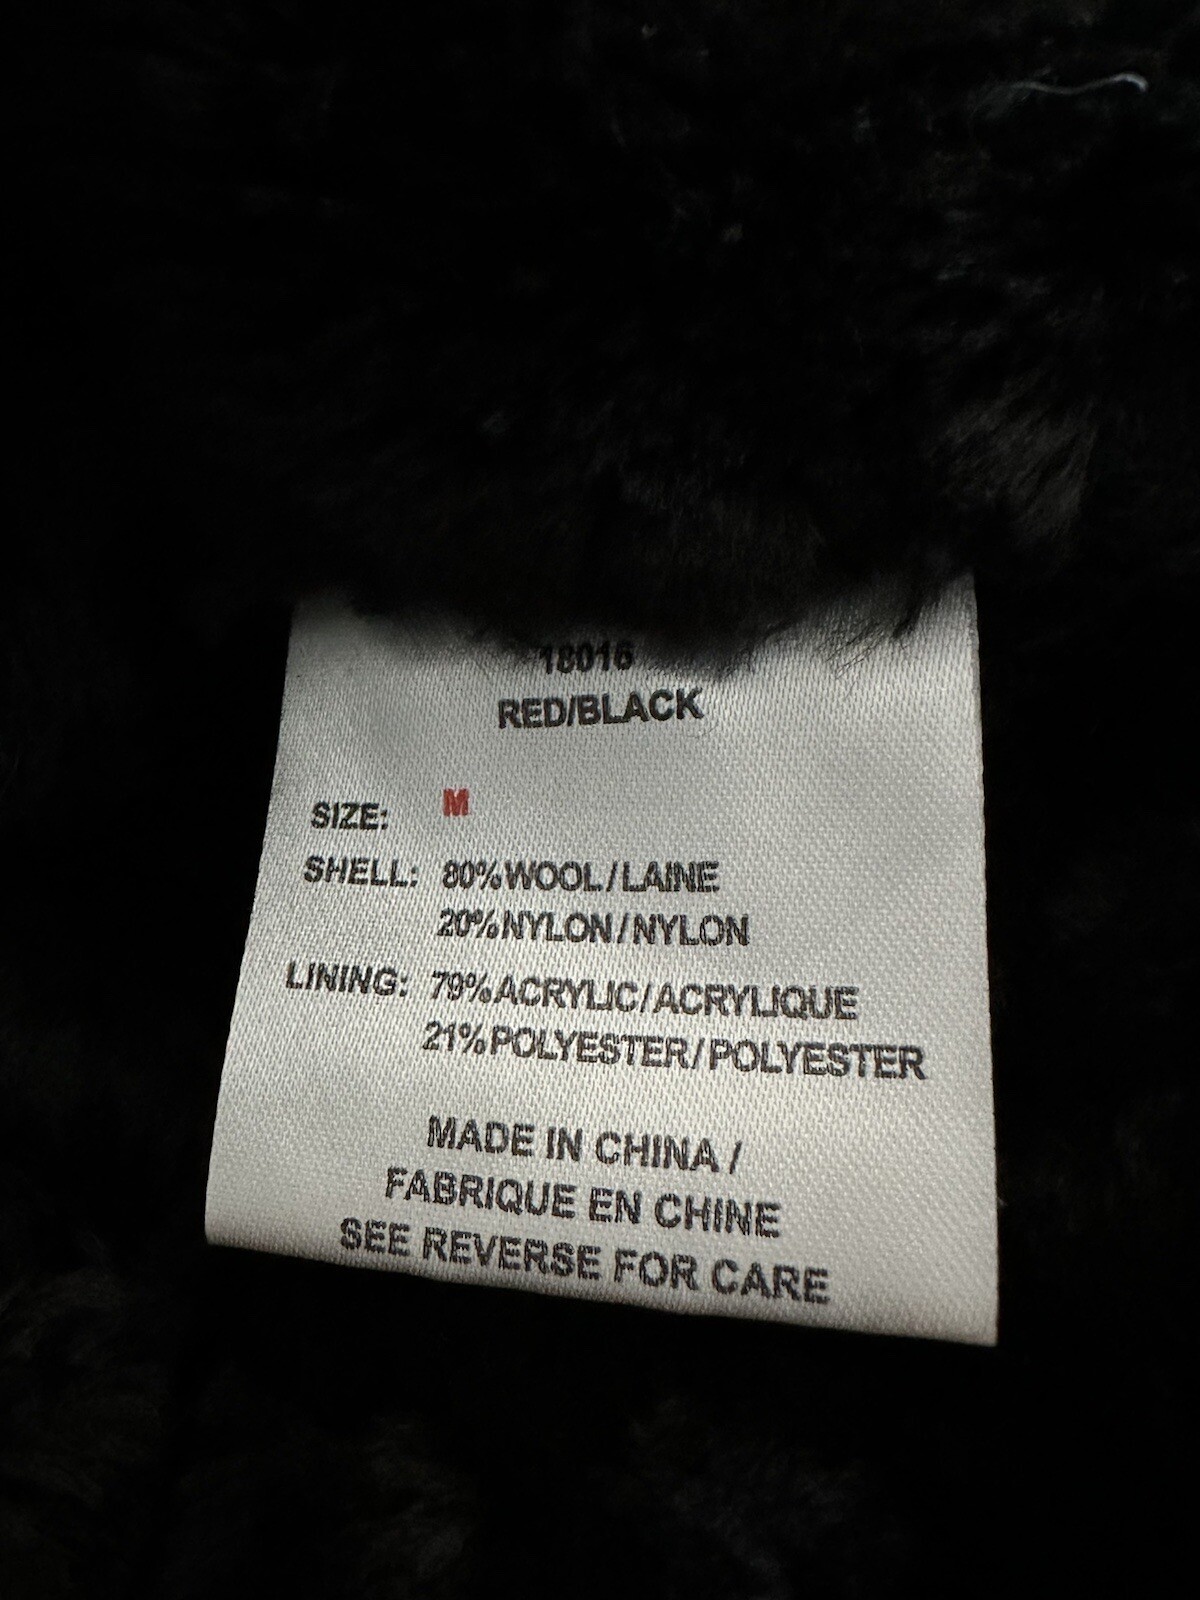 18016
RED/BLACK
SIZE: M
SHELL: 80%WOOL/LAINE
20%NYLON/NYLON
LINING: 79%ACRYLIC/ACRYLIQUE
21%POLYESTER/POLYESTER
MADE IN CHINA /
FABRIQUE EN CHINE
SEE REVERSE FOR CARE